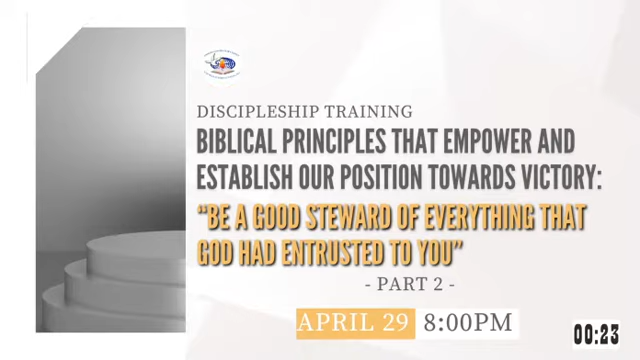 DISCIPLESHIP TRAINING
BIBLICAL PRINCIPLES THAT EMPOWER AND
ESTABLISH OUR POSITION TOWARDS VICTORY:
“BE A GOOD STEWARD OF EVERYTHING THAT
GOD HAD ENTRUSTED TO YOU”
- PART 2 -
APRIL 29 8:00PM
00:23